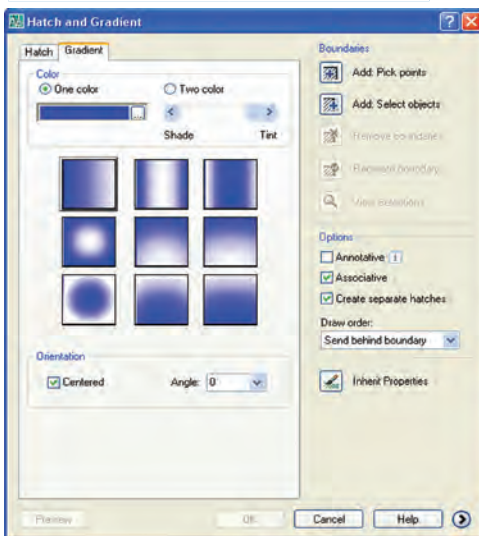 Hatch and Gradient
Hatch
Gradient
Color
One color
Two color
...
Shade
Tint
Orientation
Centered
Angle:
0
Boundaries
Add: Pick points
Add: Select objects
Remove boundaries
Recreate boundary
View Selections
Options
Annotative
Associative
Create separate hatches
Draw order:
Send behind boundary
Inherit Properties
Preview
OK
Cancel
Help